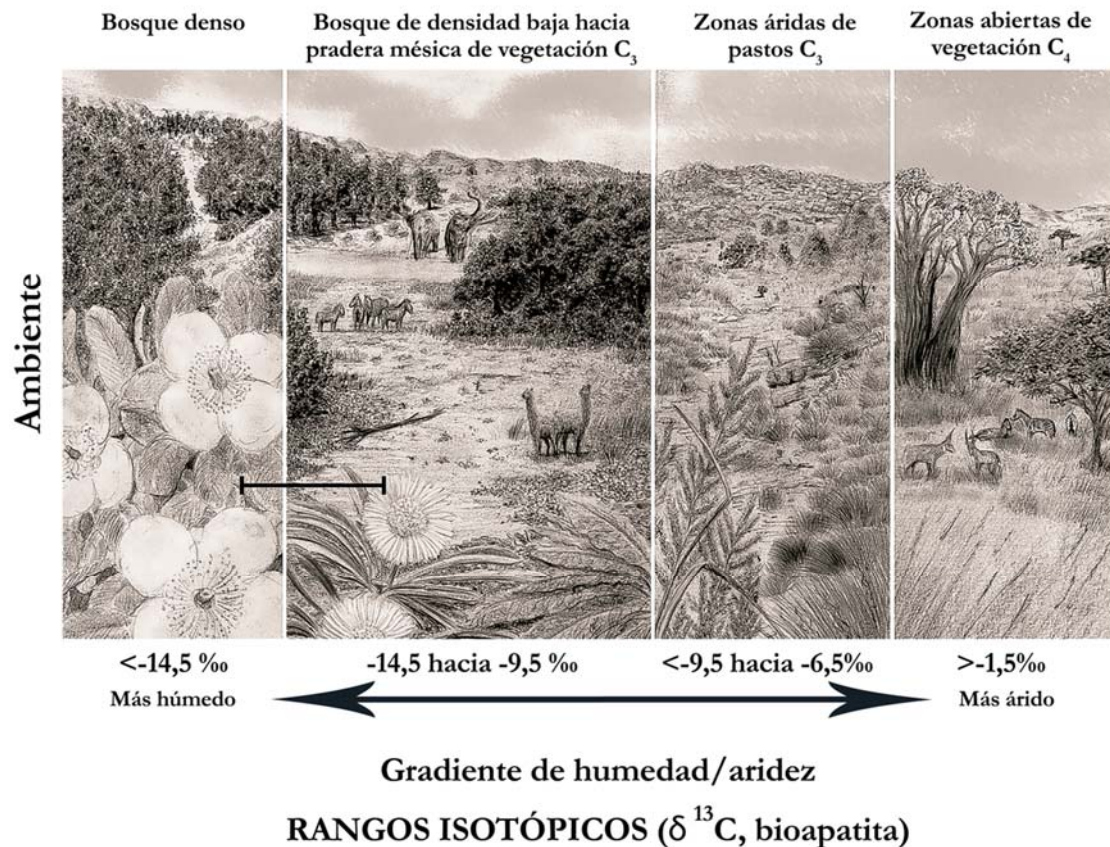 Bosque denso
Bosque de densidad baja hacia
pradera mésica de vegetación C₃
Zonas áridas de
pastos C₃
Zonas abiertas de
vegetación C₄
Ambiente
<-14,5 ‰
-14,5 hacia -9,5 ‰
<-9,5 hacia -6,5‰
>-1,5‰
Más húmedo
Más árido
Gradiente de humedad/aridez
RANGOS ISOTÓPICOS (δ ¹³C, bioapatita)